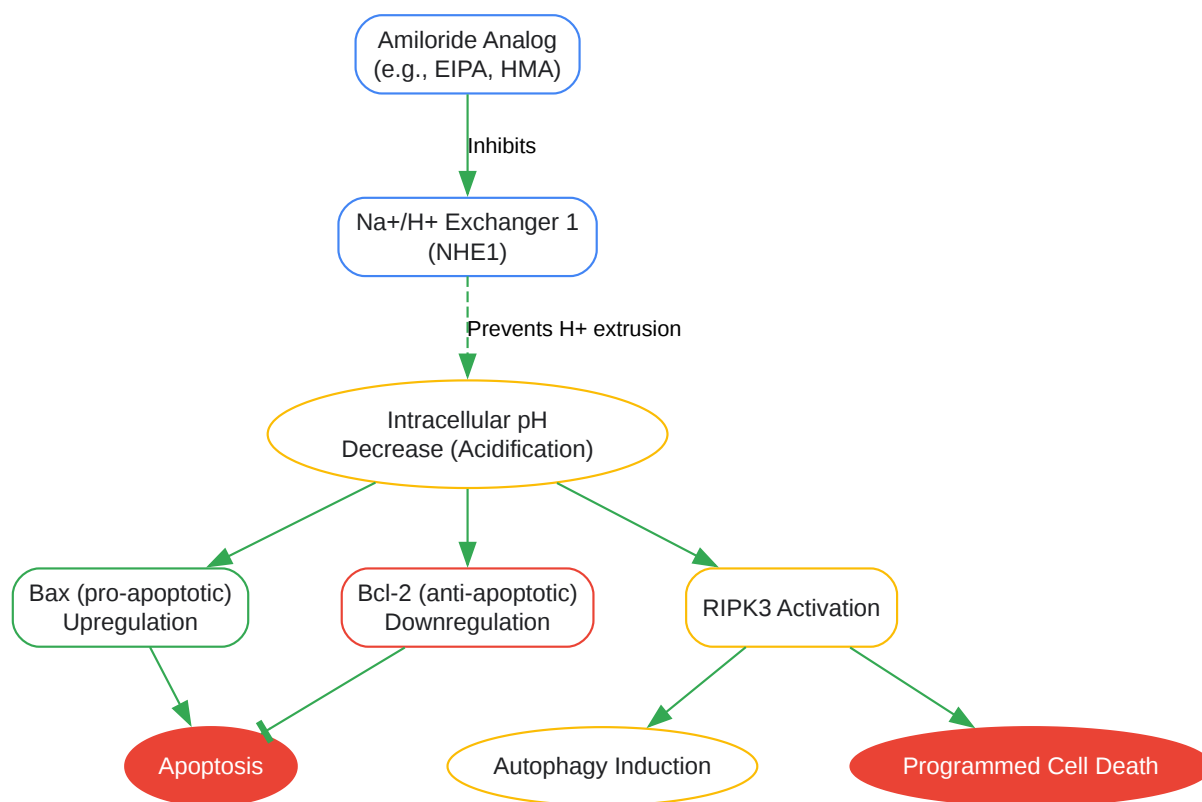 Amiloride Analog
(e.g., EIPA, HMA)
Inhibits
Na+/H+ Exchanger 1
(NHE1)
Prevents H+ extrusion
Intracellular pH
Decrease (Acidification)
Bax (pro-apoptotic)
Upregulation
Bcl-2 (anti-apoptotic)
Downregulation
RIPK3 Activation
Apoptosis
Autophagy Induction
Programmed Cell Death